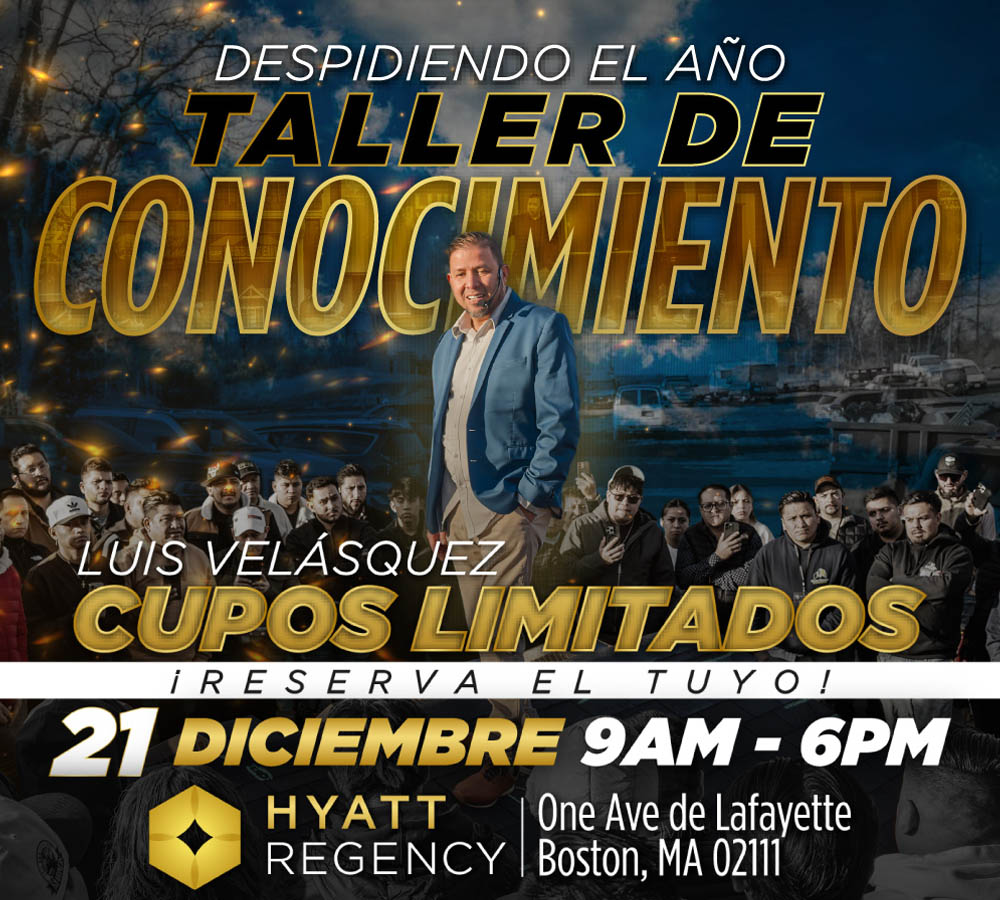 DESPIDIENDO EL AÑO
TALLER DE
CONOCIMIENTO
LUIS VELÁSQUEZ
CUPOS LIMITADOS
¡RESERVA EL TUYO!
21 DICIEMBRE 9AM - 6PM
HYATT
REGENCY
One Ave de Lafayette
Boston, MA 02111